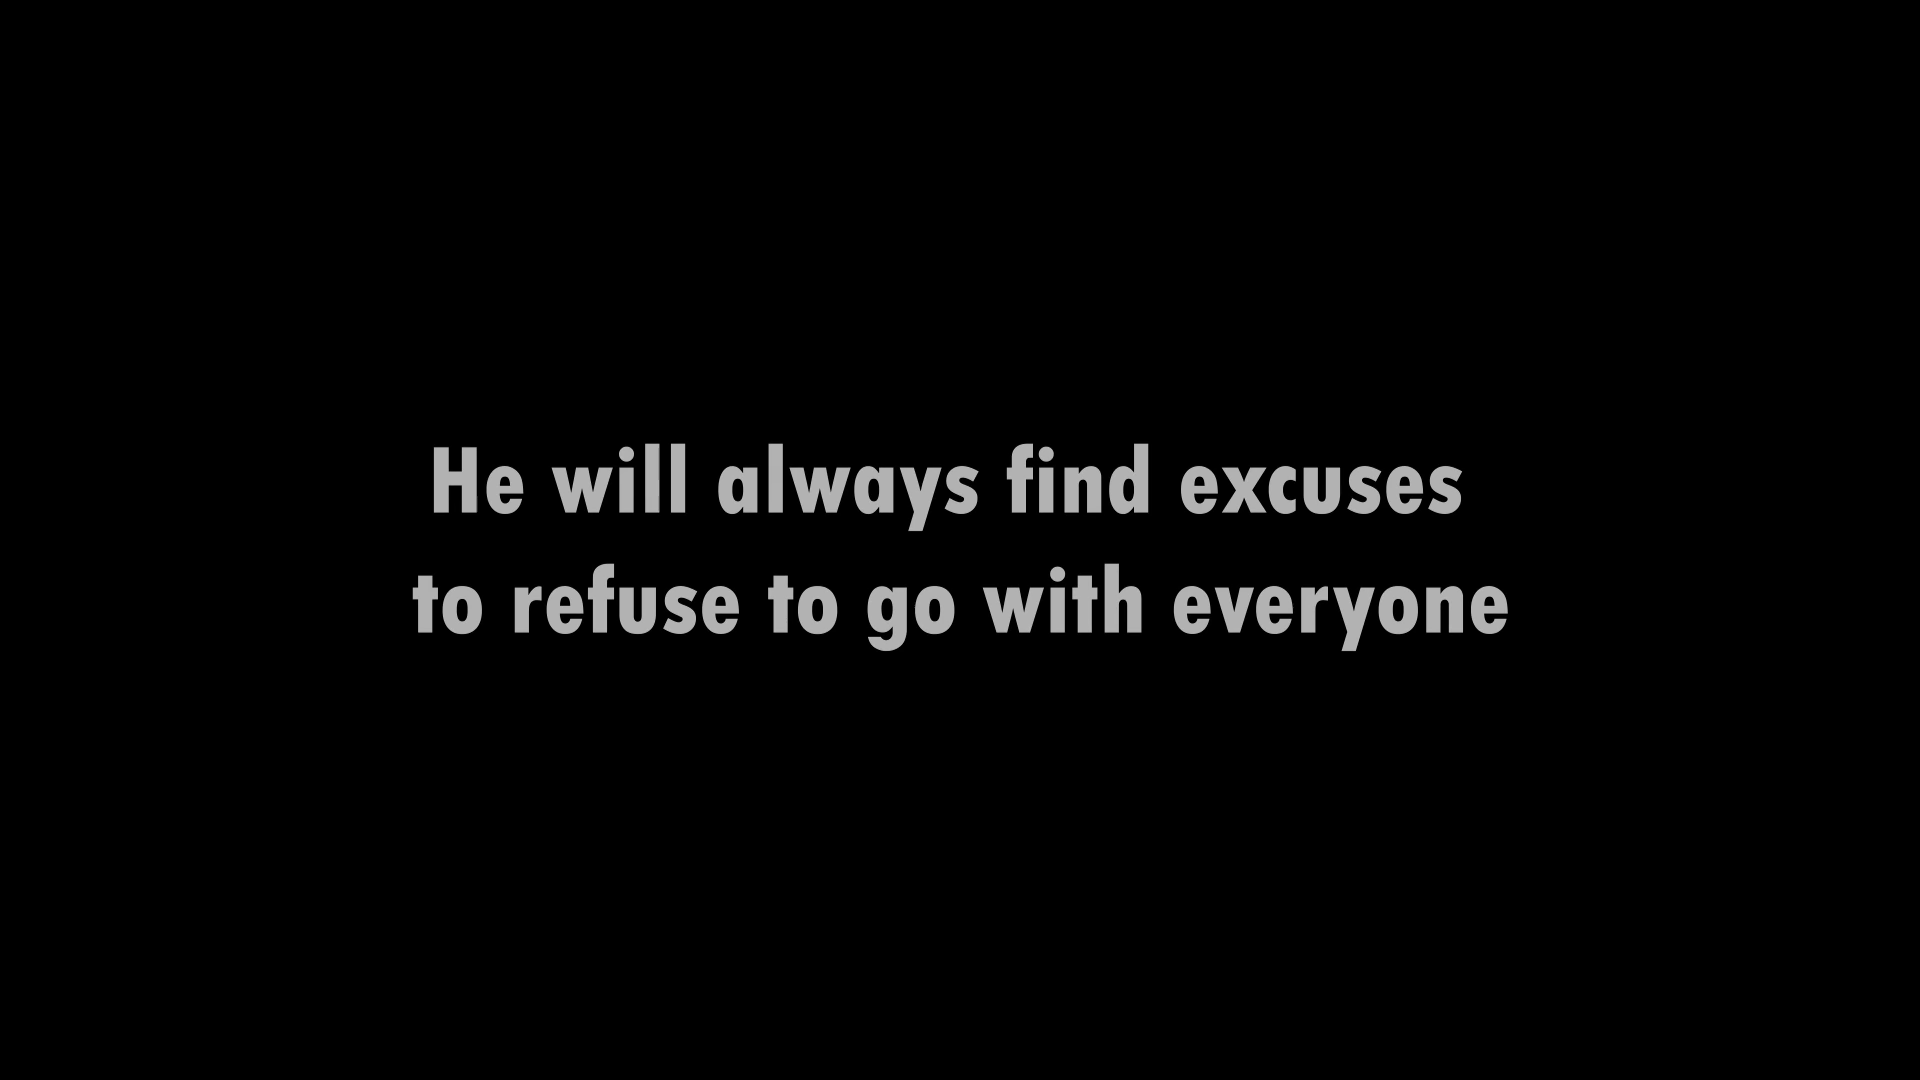 He will always find excuses
to refuse to go with everyone